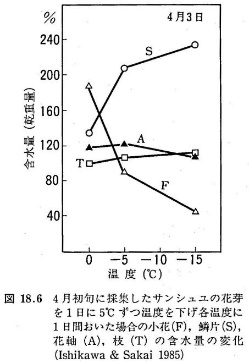 %
4月3日
240
200
160
120
80
40
含水量(乾重量)
S
A
T
F
0
-5
-10
-15
温度(℃)
図 18.6 4月初旬に採集したサンシュユの花芽
を1日に5℃ずつ温度を下げ各温度に
1日間おいた場合の小花(F), 鱗片(S),
花軸(A), 枝(T)の含水量の変化
(Ishikawa & Sakai 1985)